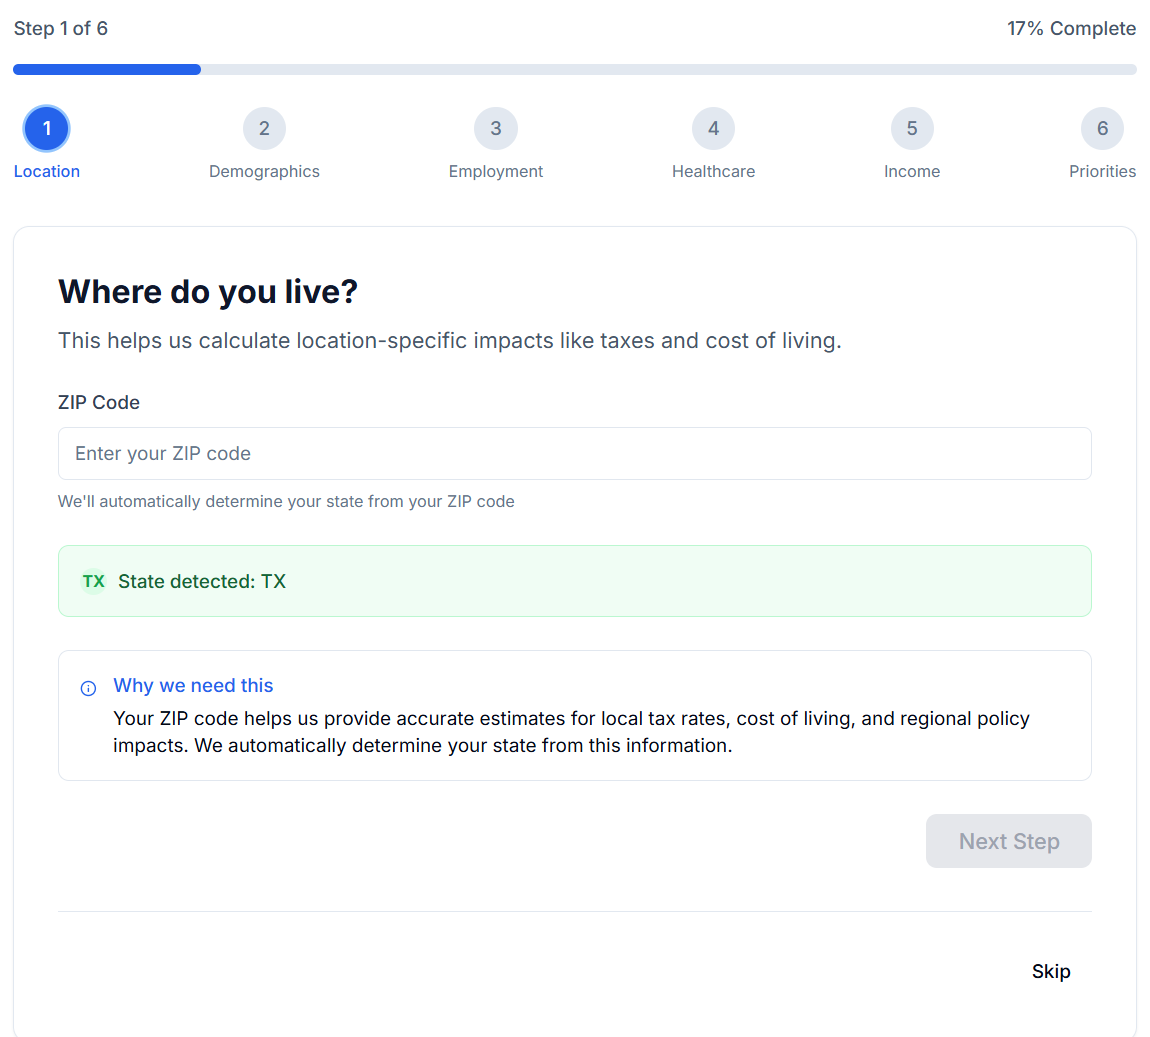 Step 1 of 6
17% Complete
1
2
3
4
5
6
Location
Demographics
Employment
Healthcare
Income
Priorities
Where do you live?
This helps us calculate location-specific impacts like taxes and cost of living.
ZIP Code
Enter your ZIP code
We'll automatically determine your state from your ZIP code
TX State detected: TX
Why we need this
Your ZIP code helps us provide accurate estimates for local tax rates, cost of living, and regional policy
impacts. We automatically determine your state from this information.
Next Step
Skip